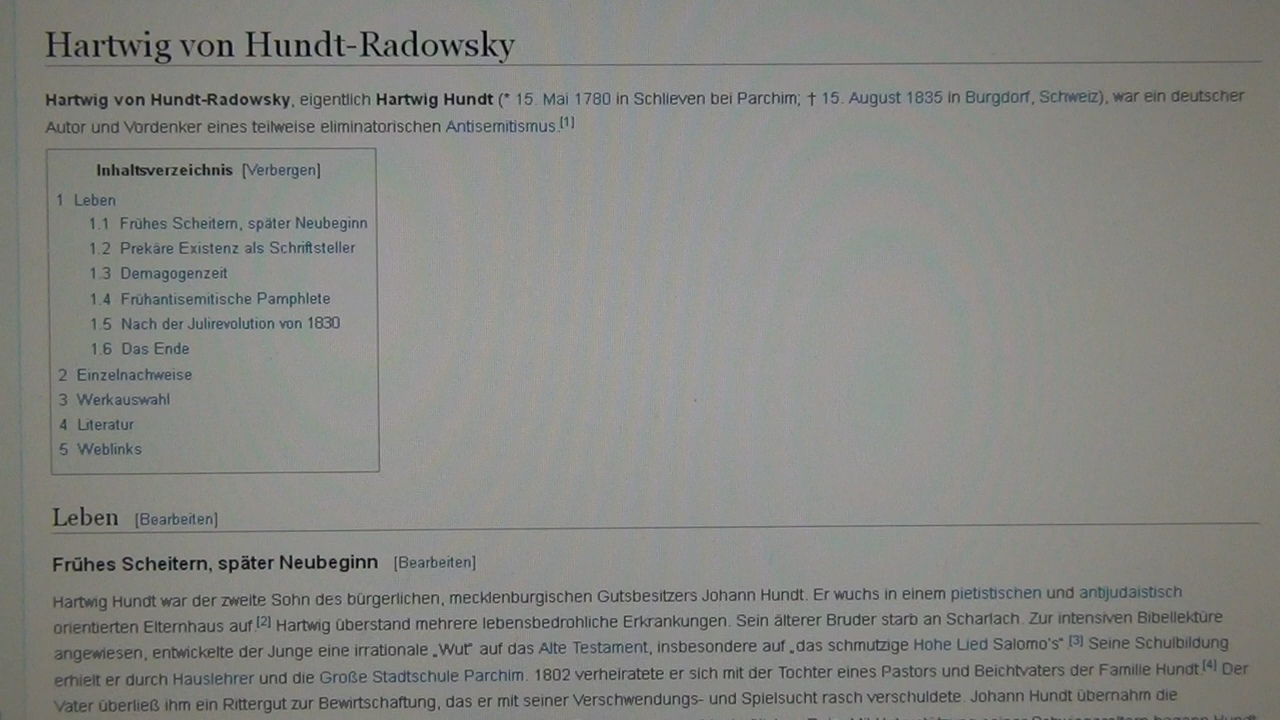 Hartwig von Hundt-Radowsky
Hartwig von Hundt-Radowsky, eigentlich Hartwig Hundt (* 15. Mai 1780 in Schlieven bei Parchim; † 15. August 1835 in Burgdorf, Schweiz), war ein deutscher
Autor und Vordenker eines teilweise eliminatorischen Antisemitismus.[1]
Inhaltsverzeichnis [Verbergen]
1 Leben
1.1 Frühes Scheitern, später Neubeginn
1.2 Prekäre Existenz als Schriftsteller
1.3 Demagogenzeit
1.4 Frühantisemitische Pamphlete
1.5 Nach der Julirevolution von 1830
1.6 Das Ende
2 Einzelnachweise
3 Werkauswahl
4 Literatur
5 Weblinks
Leben [Bearbeiten]
Frühes Scheitern, später Neubeginn [Bearbeiten]
Hartwig Hundt war der zweite Sohn des bürgerlichen, mecklenburgischen Gutsbesitzers Johann Hundt. Er wuchs in einem pietistischen und antijudaistisch
orientierten Elternhaus auf.[2] Hartwig überstand mehrere lebensbedrohliche Erkrankungen. Sein älterer Bruder starb an Scharlach. Zur intensiven Bibellektüre
angewiesen, entwickelte der Junge eine irrationale „Wut“ auf das Alte Testament, insbesondere auf „das schmutzige Hohe Lied Salomo's“.[3] Seine Schulbildung
erhielt er durch Hauslehrer und die Große Stadtschule Parchim. 1802 verheiratete er sich mit der Tochter eines Pastors und Beichtvaters der Familie Hundt.[4] Der
Vater überließ ihm ein Rittergut zur Bewirtschaftung, das er mit seiner Verschwendungs- und Spielsucht rasch verschuldete. Johann Hundt übernahm die